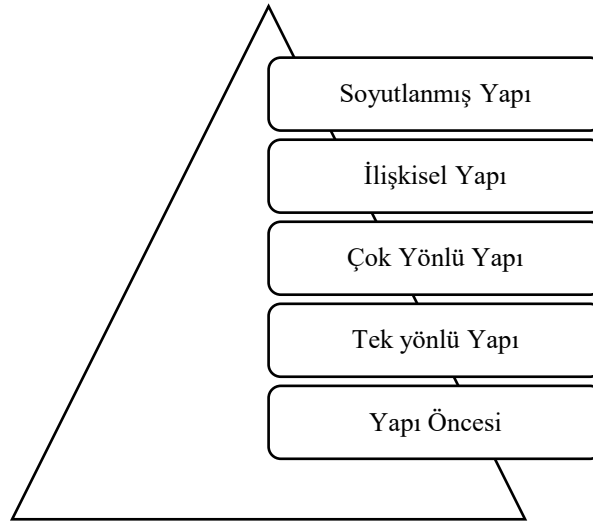 Soyutlanmış Yapı
İlişkisel Yapı
Çok Yönlü Yapı
Tek yönlü Yapı
Yapı Öncesi